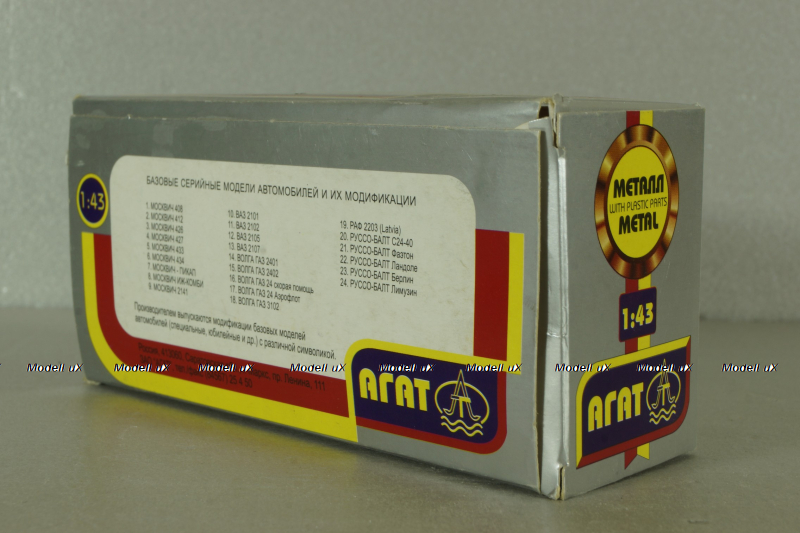 1:43
БАЗОВЫЕ СЕРИЙНЫЕ МОДЕЛИ АВТОМОБИЛЕЙ И ИХ МОДИФИКАЦИИ
1. МОСКВИЧ 408
2. МОСКВИЧ 412
3. МОСКВИЧ 426
4. МОСКВИЧ 427
5. МОСКВИЧ 433
6. МОСКВИЧ 434
7. МОСКВИЧ - ПИКАП
8. МОСКВИЧ ИЖ-КОМБИ
9. МОСКВИЧ 2141
10. ВАЗ 2101
11. ВАЗ 2102
12. ВАЗ 2105
13. ВАЗ 2107
14. ВОЛГА ГАЗ 2401
15. ВОЛГА ГАЗ 2402
16. ВОЛГА ГАЗ 24 скорая помощь
17. ВОЛГА ГАЗ 24 Аэрофлот
18. ВОЛГА ГАЗ 3102
19. РАФ 2203 (Latvia)
20. РУССО-БАЛТ С24-40
21. РУССО-БАЛТ Фаэтон
22. РУССО-БАЛТ Ландоле
23. РУССО-БАЛТ Берлин
24. РУССО-БАЛТ Лимузин
Производителем выпускаются модификации базовых моделей
автомобилей (специальные, юбилейные и др.) с различной символикой.
Россия, пр. Ленина, 111
25 4-50
АГАТ
МЕТАЛЛ
WITH PLASTIC PARTS
METAL
1:43
АГАТ
Modell uX Modell uX Modell uX Modell uX Modell uX Modell uX Modell uX Modell uX Modell uX